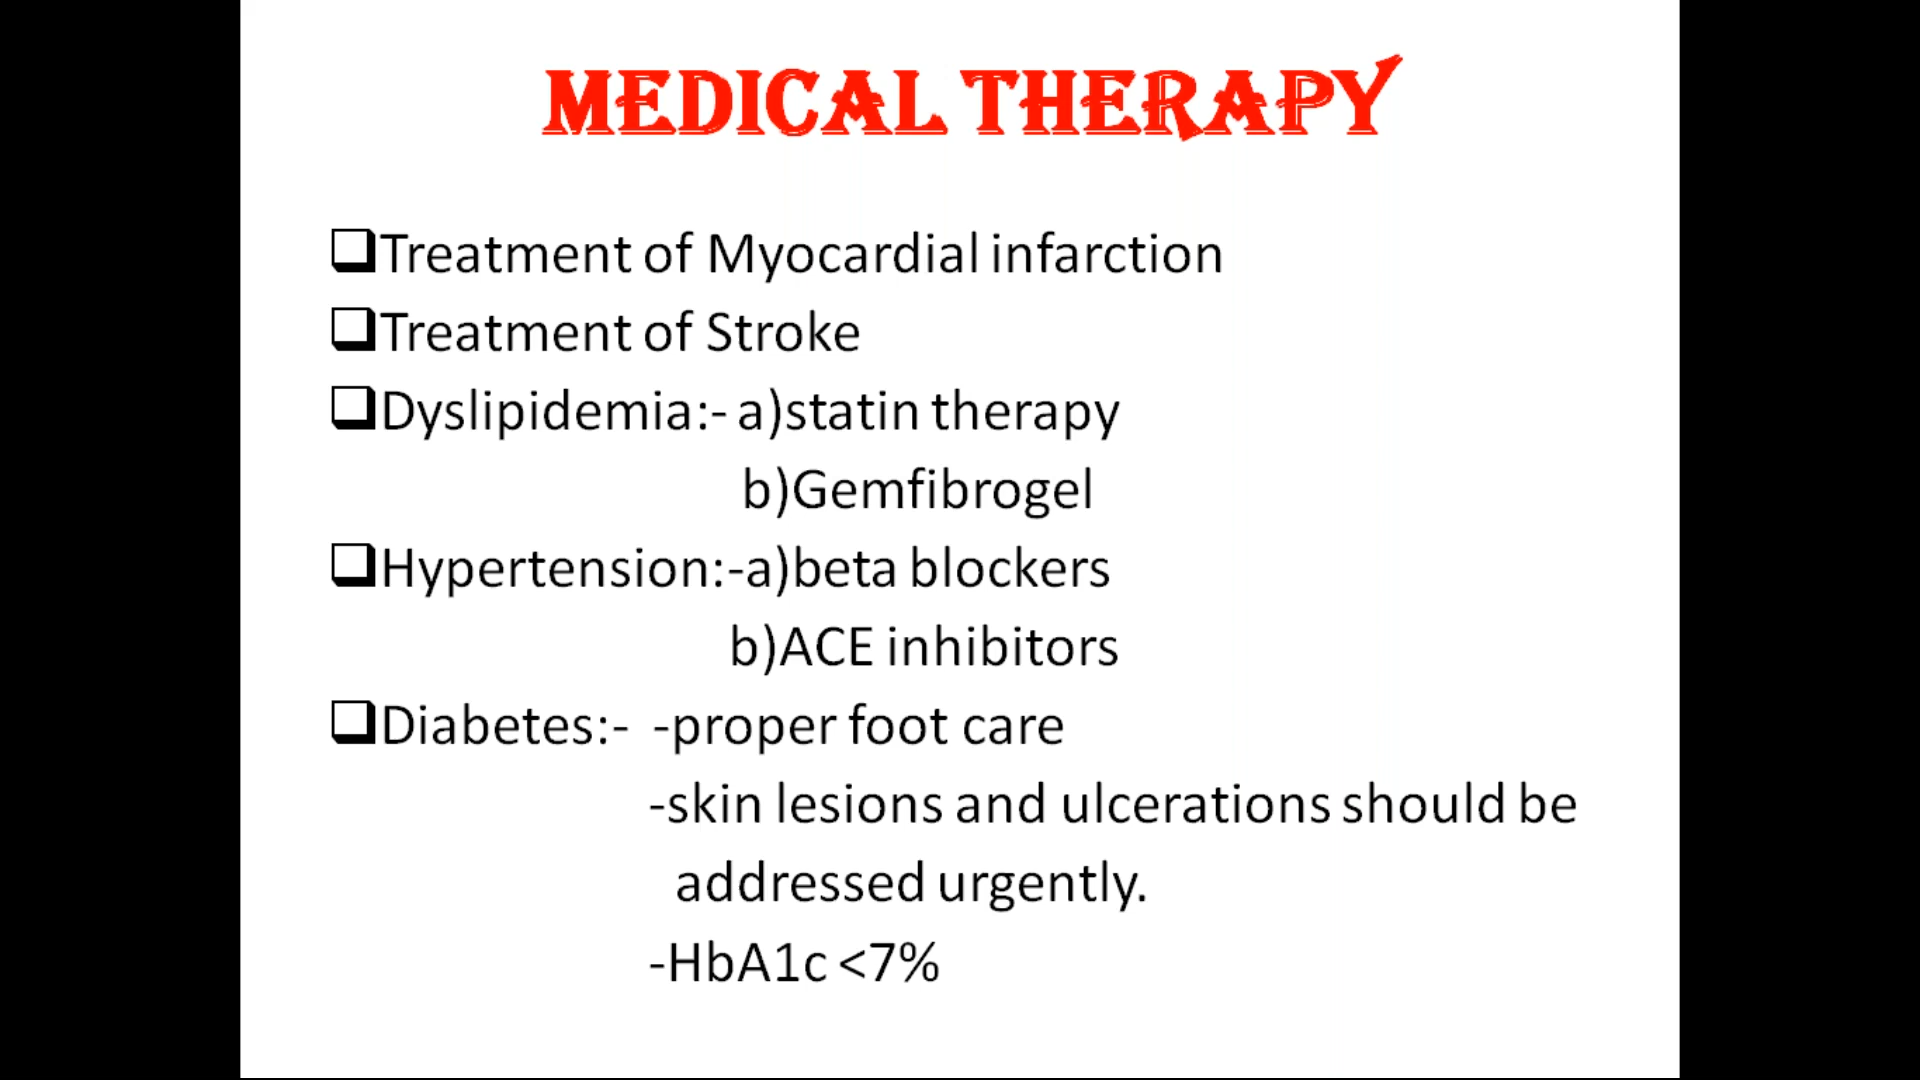 MEDICAL THERAPY
❑Treatment of Myocardial infarction
❑Treatment of Stroke
❑Dyslipidemia:- a)statin therapy
b)Gemfibrogel
❑Hypertension:-a)beta blockers
b)ACE inhibitors
❑Diabetes:- -proper foot care
-skin lesions and ulcerations should be
addressed urgently.
-HbA1c <7%